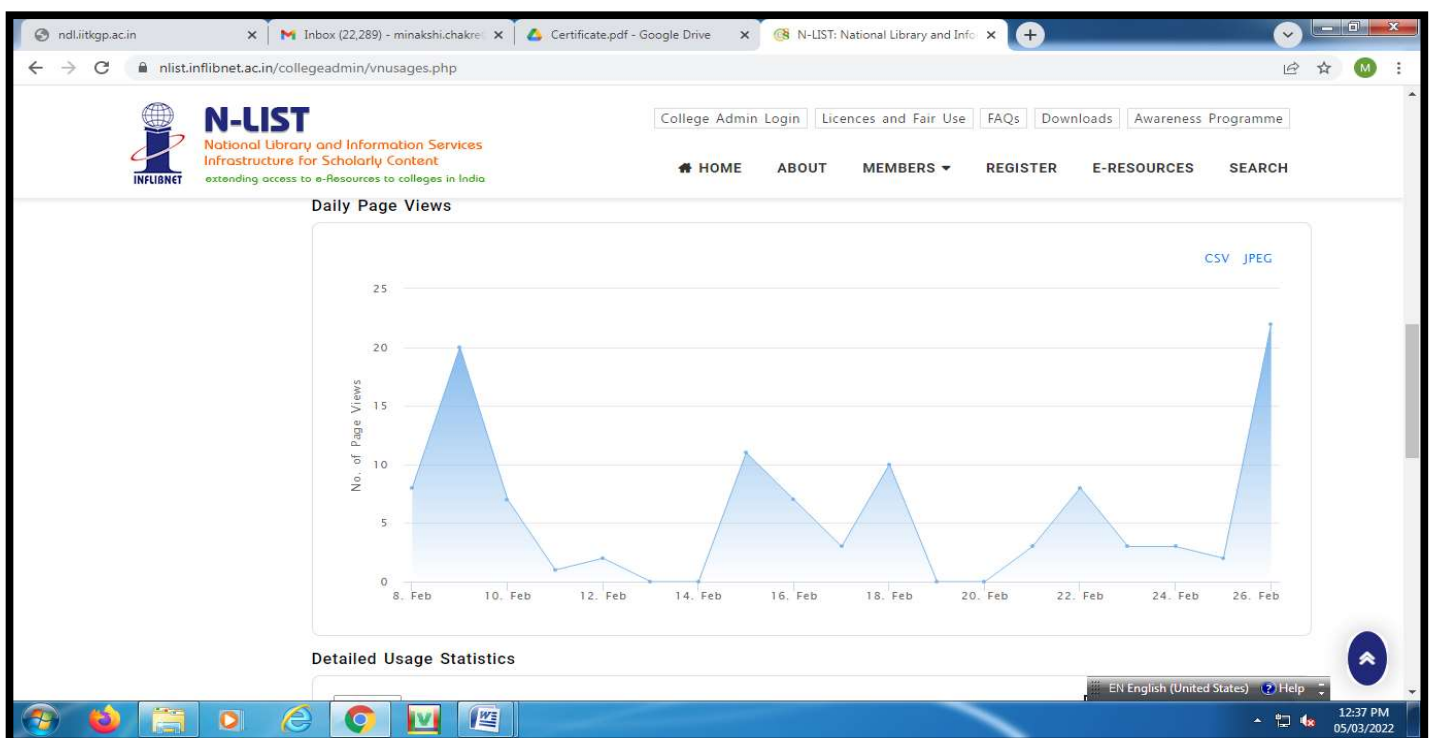 ndl.iitkgp.ac.in
Inbox (22,289) - minakshi.chakre
Certificate.pdf - Google Drive
N-LIST: National Library and Info
nlist.inflibnet.ac.in/collegeadmin/vnusages.php
M
INFLIBNET
N-LIST
National Library and Information Services
Infrastructure for Scholarly Content
extending access to e-Resources to colleges in India
College Admin Login Licences and Fair Use FAQs Downloads Awareness Programme
HOME ABOUT MEMBERS REGISTER E-RESOURCES SEARCH
Daily Page Views
CSV JPEG
No. of Page Views
25
20
15
10
5
0
8. Feb 10. Feb 12. Feb 14. Feb 16. Feb 18. Feb 20. Feb 22. Feb 24. Feb 26. Feb
Detailed Usage Statistics
EN English (United States) Help
12:37 PM
05/03/2022